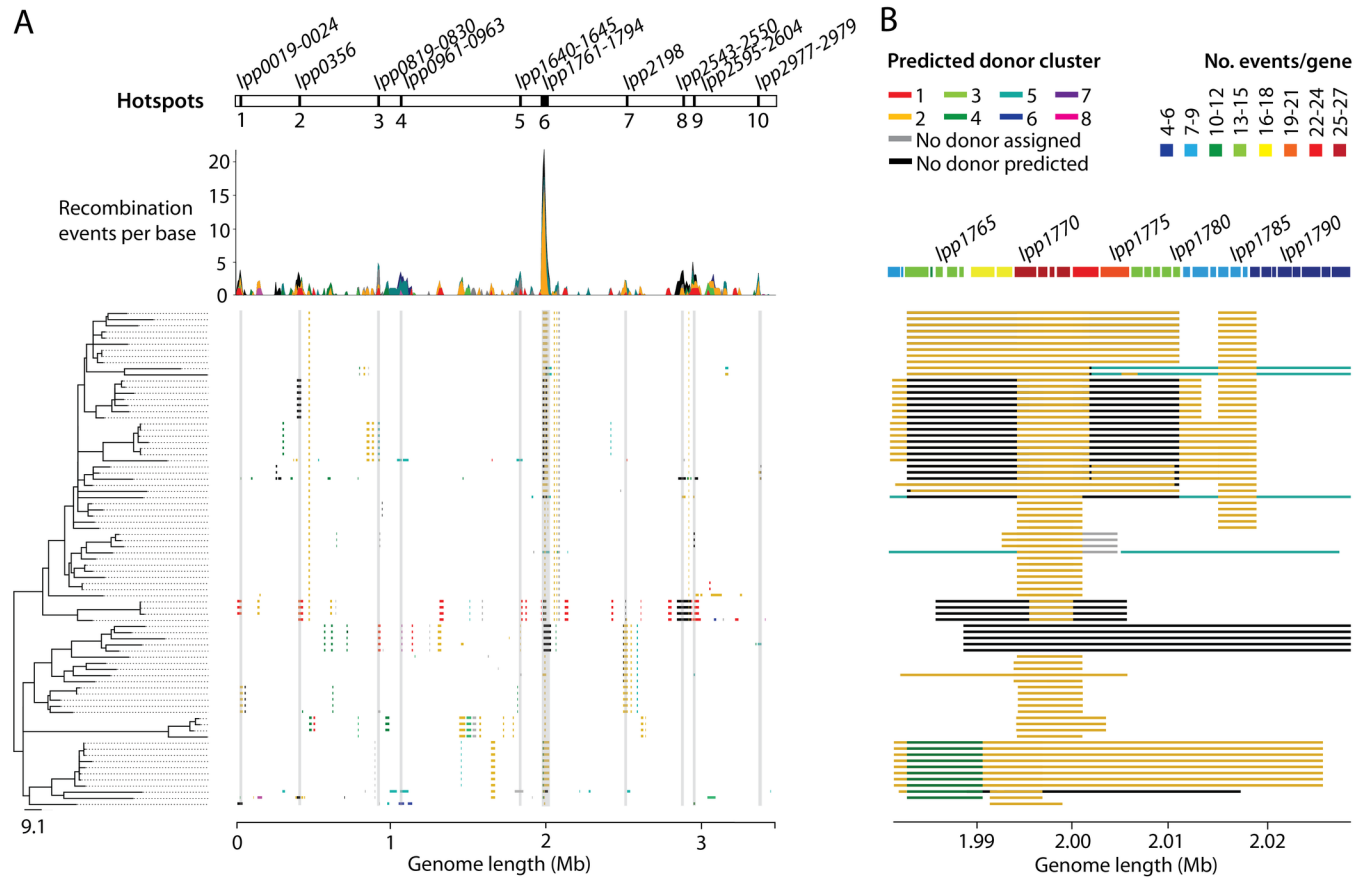 A
lpp0019-0024
lpp0356
lpp0819-0830
lpp0961-0963
lpp1640-1645
lpp1761-1794
lpp2198
lpp2543-2550
lpp2595-2604
lpp2977-2979
Hotspots
1 2 3 4 5 6 7 8 9 10
Recombination
events per base
20
15
10
5
0
9.1
0 1 2 3
Genome length (Mb)
B
Predicted donor cluster
1 3 5 7
2 4 6 8
No donor assigned
No donor predicted
No. events/gene
4-6
7-9
10-12
13-15
16-18
19-21
22-24
25-27
lpp1765
lpp1770
lpp1775
lpp1780
lpp1785
lpp1790
1.99 2.00 2.01 2.02
Genome length (Mb)